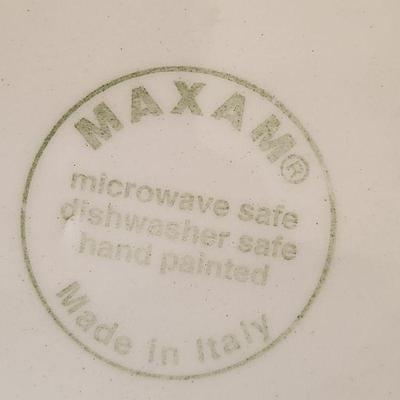 MAXAM®
microwave safe
dishwasher safe
hand painted
Made in Italy